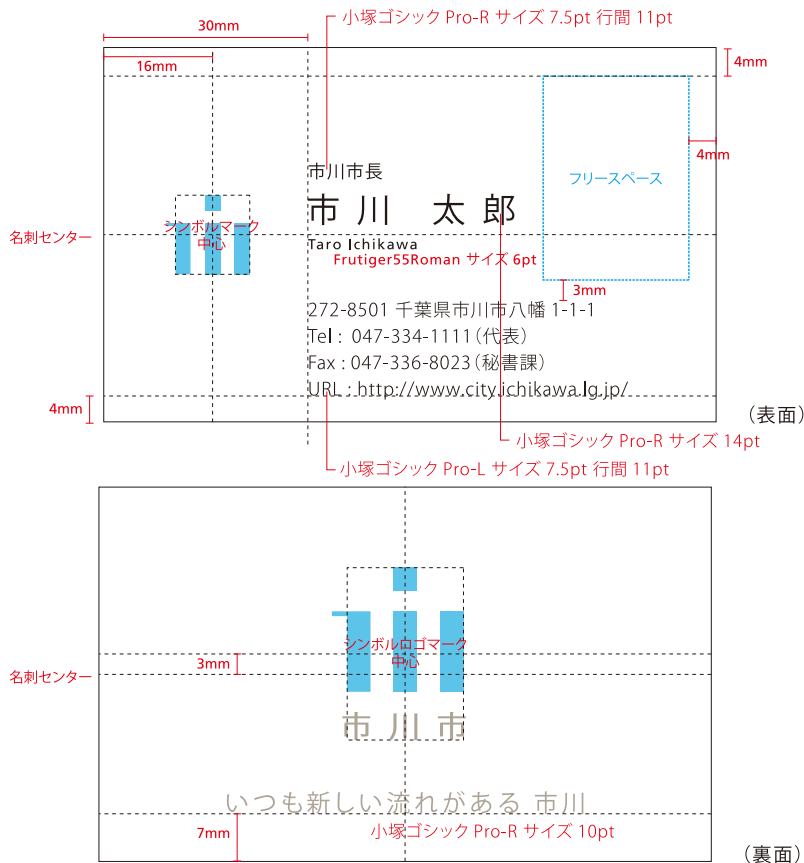 小塚ゴシック Pro-R サイズ 7.5pt 行間 11pt
30mm
16mm
4mm
4mm
フリースペース
市川市長
市川 太郎
シンボルマーク
中心
名刺センター
Taro Ichikawa
Frutiger55Roman サイズ 6pt
3mm
272-8501 千葉県市川市八幡 1-1-1
Tel : 047-334-1111(代表)
Fax : 047-336-8023(秘書課)
URL : http://www.city.ichikawa.lg.jp/
4mm
(表面)
小塚ゴシック Pro-R サイズ 14pt
小塚ゴシック Pro-L サイズ 7.5pt 行間 11pt
シンボルロゴマーク
中心
3mm
名刺センター
市川市
いつも新しい流れがある 市川
7mm
小塚ゴシック Pro-R サイズ 10pt
(裏面)